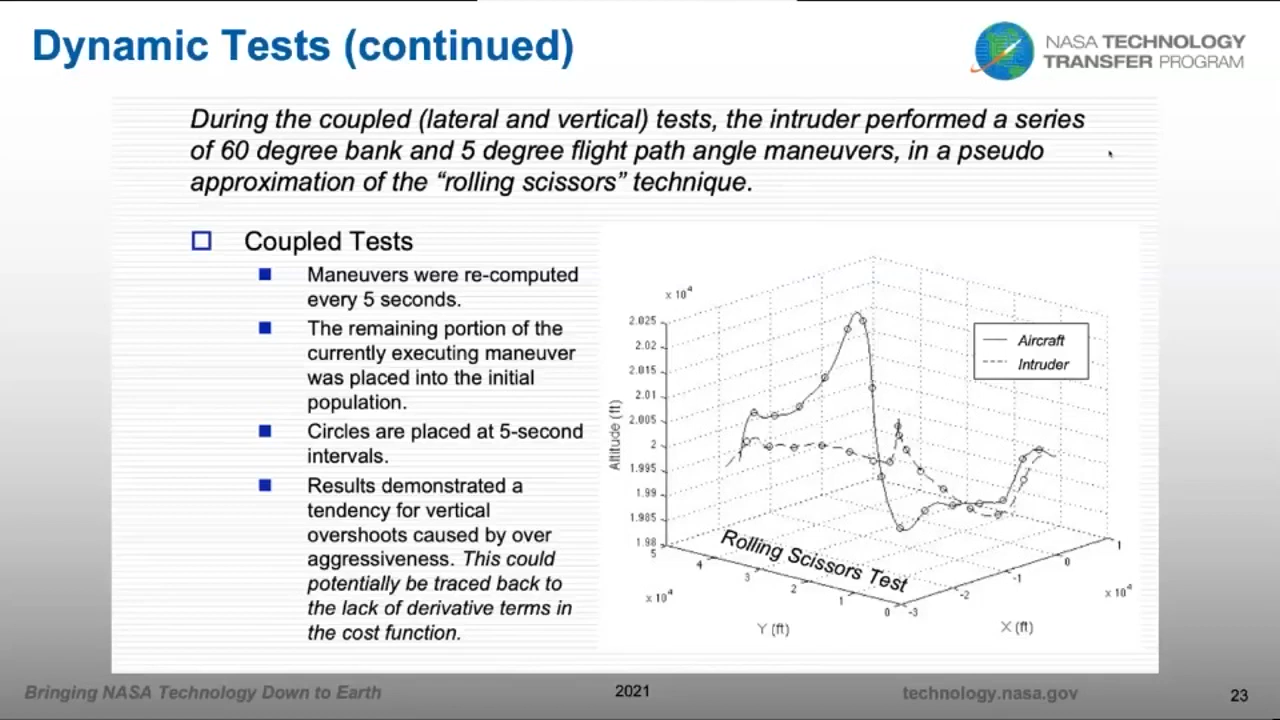 Dynamic Tests (continued)
NASA TECHNOLOGY
TRANSFER PROGRAM
During the coupled (lateral and vertical) tests, the intruder performed a series
of 60 degree bank and 5 degree flight path angle maneuvers, in a pseudo
approximation of the “rolling scissors” technique.
Coupled Tests
Maneuvers were re-computed
every 5 seconds.
The remaining portion of the
currently executing maneuver
was placed into the initial
population.
Circles are placed at 5-second
intervals.
Results demonstrated a
tendency for vertical
overshoots caused by over
aggressiveness. This could
potentially be traced back to
the lack of derivative terms in
the cost function.
x 10⁴
2.025
2.02
2.015
2.01
2.005
2
1.995
1.99
1.985
1.98
Altitude (ft)
Aircraft
Intruder
Rolling Scissors Test
5
4
3
2
1
0
x 10⁴
Y (ft)
-3
-2
-1
0
1
x 10⁴
X (ft)
Bringing NASA Technology Down to Earth
2021
technology.nasa.gov
23